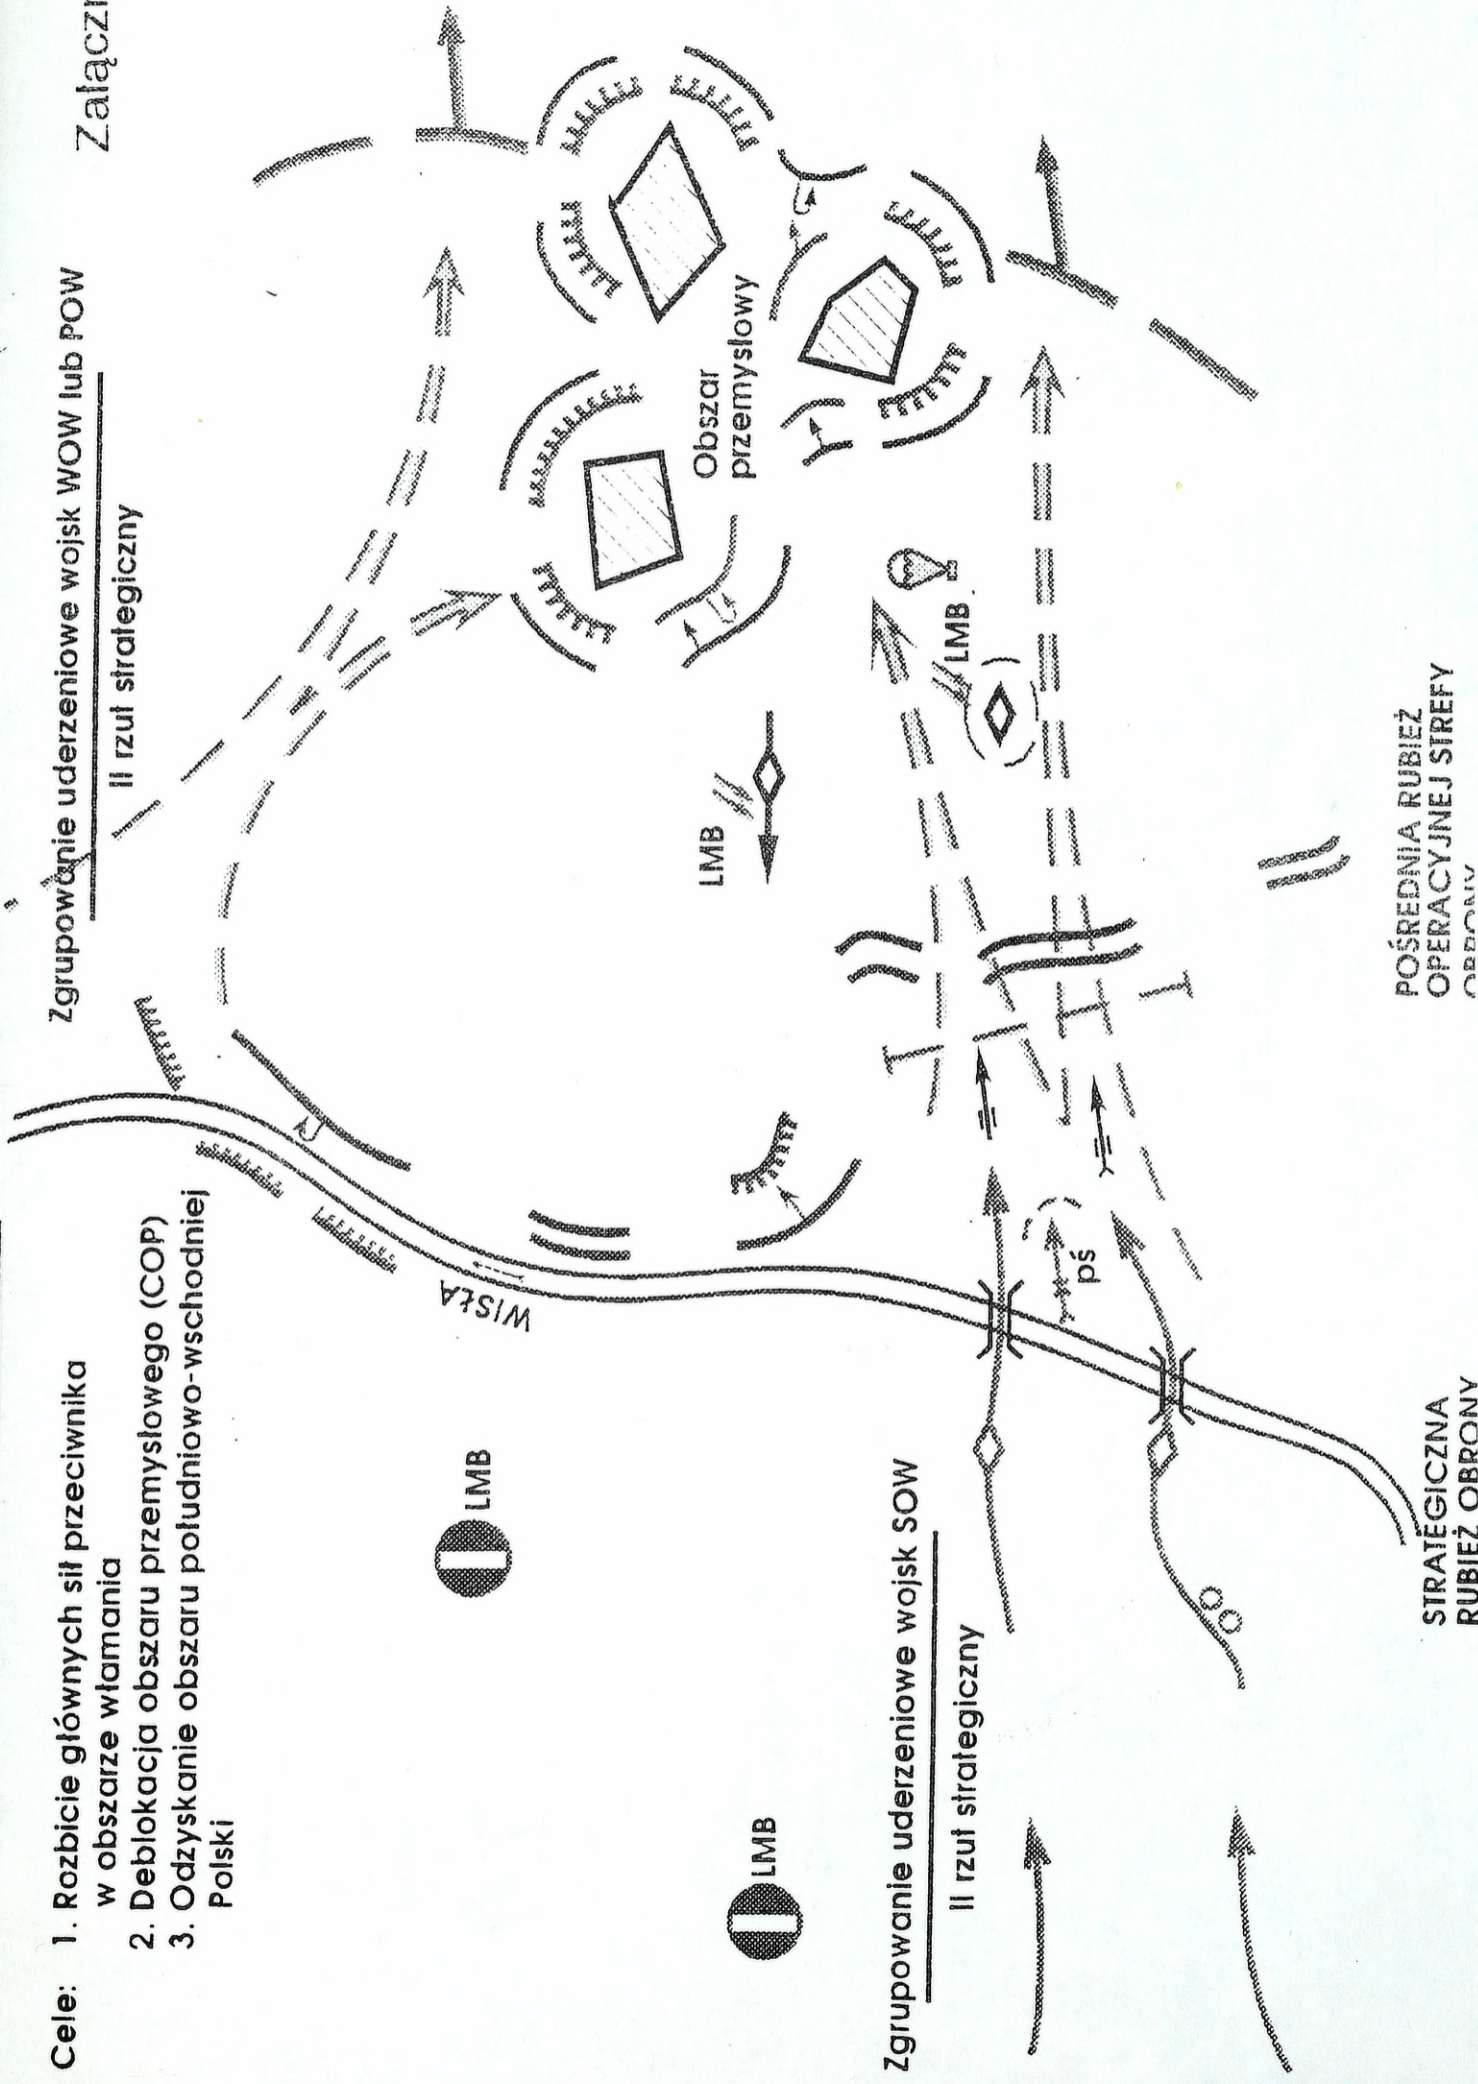 Załącz
Cele: 1. Rozbicie głównych sił przeciwnika
w obszarze włamania
2. Deblokacja obszaru przemysłowego (COP)
3. Odzyskanie obszaru południowo-wschodniej
Polski
Zgrupowanie uderzeniowe wojsk WOW lub POW
II rzut strategiczny
WISŁA
LMB
LMB
LMB
LMB
Obszar
przemysłowy
pś
Zgrupowanie uderzeniowe wojsk SOW
II rzut strategiczny
STRATEGICZNA
RUBIEŻ OBRONY
POŚREDNIA RUBIEŻ
OPERACYJNEJ STREFY
OBRONY